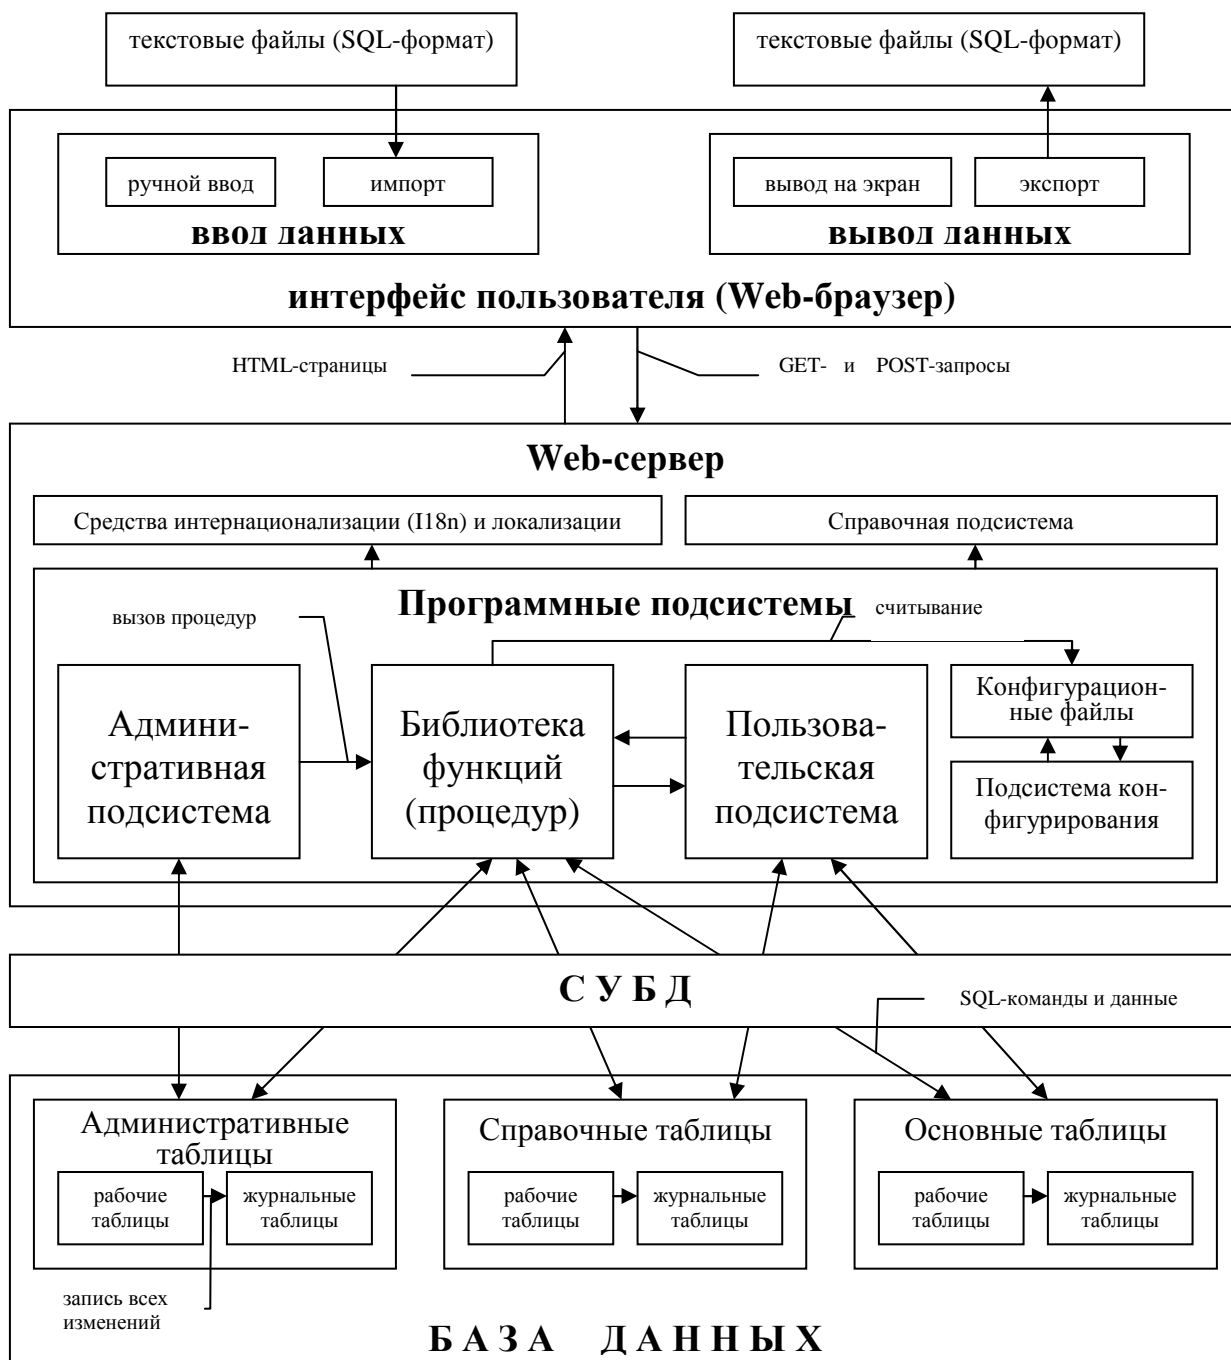 текстовые файлы (SQL-формат)
текстовые файлы (SQL-формат)
ручной ввод
импорт
вывод на экран
экспорт
ввод данных
вывод данных
интерфейс пользователя (Web-браузер)
HTML-страницы
GET- и POST-запросы
Web-сервер
Средства интернационализации (I18n) и локализации
Справочная подсистема
Программные подсистемы
считывание
вызов процедур
Админи-
стративная
подсистема
Библиотека
функций
(процедур)
Пользова-
тельская
подсистема
Конфигурацион-
ные файлы
Подсистема кон-
фигурирования
С У Б Д
SQL-команды и данные
Административные
таблицы
рабочие
таблицы
журнальные
таблицы
Справочные таблицы
рабочие
таблицы
журнальные
таблицы
Основные таблицы
рабочие
таблицы
журнальные
таблицы
запись всех
изменений
Б А З А Д А Н Н Ы Х